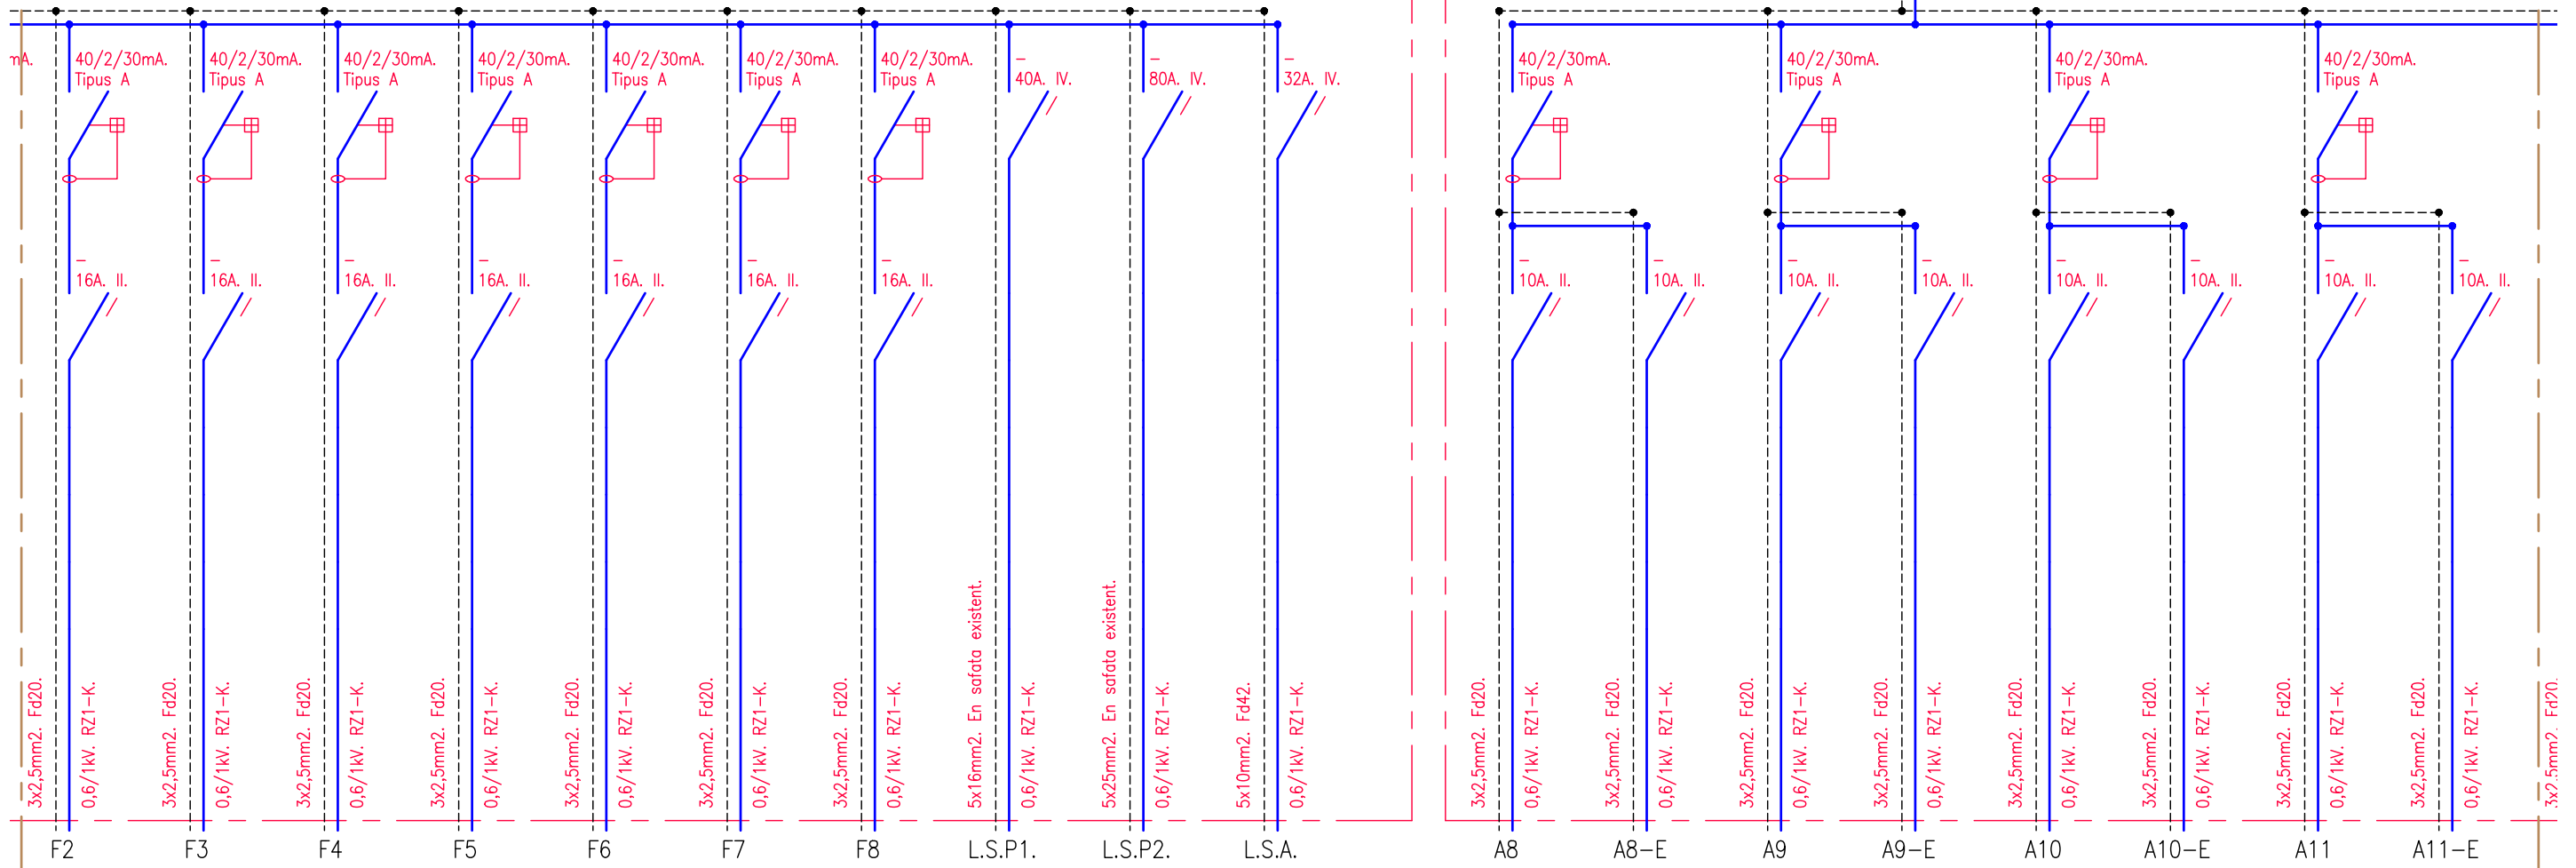 mA.
40/2/30mA.
Tipus A
40/2/30mA.
Tipus A
40/2/30mA.
Tipus A
40/2/30mA.
Tipus A
40/2/30mA.
Tipus A
40/2/30mA.
Tipus A
40/2/30mA.
Tipus A
–
40A. IV.
–
80A. IV.
–
32A. IV.
40/2/30mA.
Tipus A
40/2/30mA.
Tipus A
40/2/30mA.
Tipus A
40/2/30mA.
Tipus A
–
16A. II.
–
16A. II.
–
16A. II.
–
16A. II.
–
16A. II.
–
16A. II.
–
16A. II.
–
10A. II.
–
10A. II.
–
10A. II.
–
10A. II.
–
10A. II.
–
10A. II.
–
10A. II.
–
10A. II.
3x2,5mm2. Fd20.
0,6/1kV. RZ1-K.
3x2,5mm2. Fd20.
0,6/1kV. RZ1-K.
3x2,5mm2. Fd20.
0,6/1kV. RZ1-K.
3x2,5mm2. Fd20.
0,6/1kV. RZ1-K.
3x2,5mm2. Fd20.
0,6/1kV. RZ1-K.
3x2,5mm2. Fd20.
0,6/1kV. RZ1-K.
3x2,5mm2. Fd20.
0,6/1kV. RZ1-K.
5x16mm2. En safata existent.
0,6/1kV. RZ1-K.
5x25mm2. En safata existent.
0,6/1kV. RZ1-K.
5x10mm2. Fd42.
0,6/1kV. RZ1-K.
3x2,5mm2. Fd20.
0,6/1kV. RZ1-K.
3x2,5mm2. Fd20.
0,6/1kV. RZ1-K.
3x2,5mm2. Fd20.
0,6/1kV. RZ1-K.
3x2,5mm2. Fd20.
0,6/1kV. RZ1-K.
3x2,5mm2. Fd20.
0,6/1kV. RZ1-K.
3x2,5mm2. Fd20.
0,6/1kV. RZ1-K.
3x2,5mm2. Fd20.
0,6/1kV. RZ1-K.
3x2,5mm2. Fd20.
0,6/1kV. RZ1-K.
3x2,5mm2. Fd20.
F2
F3
F4
F5
F6
F7
F8
L.S.P1.
L.S.P2.
L.S.A.
A8
A8-E
A9
A9-E
A10
A10-E
A11
A11-E